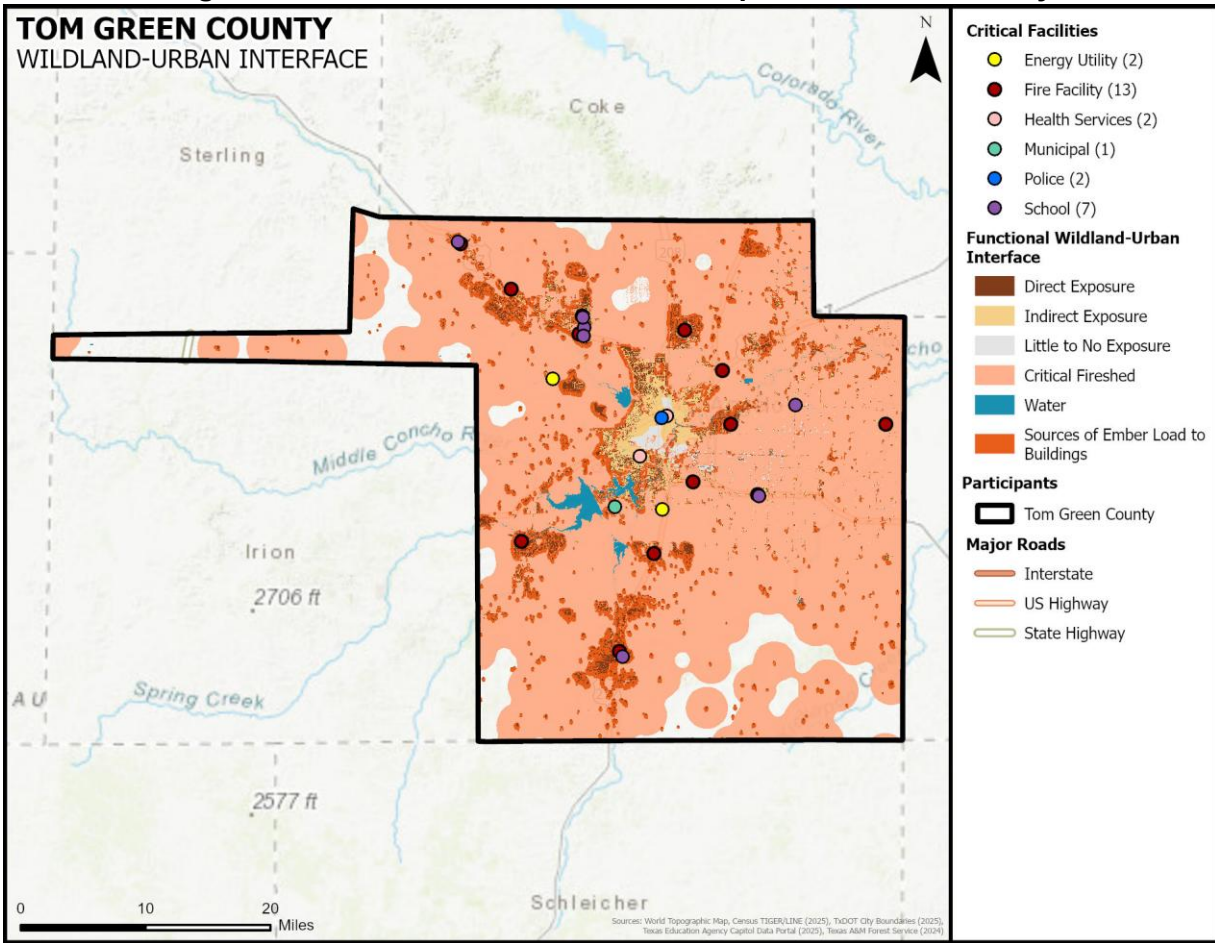 TOM GREEN COUNTY
WILDLAND-URBAN INTERFACE
N
Colorado River
Coke
Sterling
208
cho
Middle Concho R
Irion
2706 ft
Spring Creek
A U
2577 ft
Schleicher
0 10 20
Miles
Sources: World Topographic Map, Census TIGER/LINE (2025), TxDOT City Boundaries (2025),
Texas Education Agency Capitol Data Portal (2025), Texas A&M Forest Service (2024)
Critical Facilities
Energy Utility (2)
Fire Facility (13)
Health Services (2)
Municipal (1)
Police (2)
School (7)
Functional Wildland-Urban
Interface
Direct Exposure
Indirect Exposure
Little to No Exposure
Critical Fireshed
Water
Sources of Ember Load to
Buildings
Participants
Tom Green County
Major Roads
Interstate
US Highway
State Highway